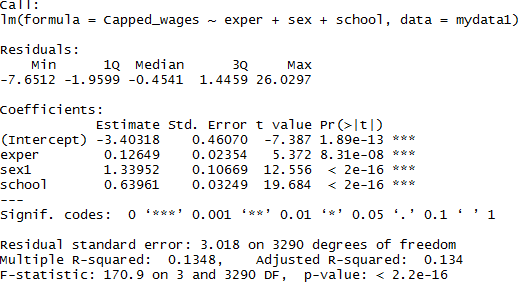 Call:
lm(formula = Capped_wages ~ exper + sex + school, data = mydata1)
Residuals:
Min 1Q Median 3Q Max
-7.6512 -1.9599 -0.4541 1.4459 26.0297
Coefficients:
Estimate Std. Error t value Pr(>|t|)
(Intercept) -3.40318 0.46070 -7.387 1.89e-13 ***
exper 0.12649 0.02354 5.372 8.31e-08 ***
sex1 1.33952 0.10669 12.556 < 2e-16 ***
school 0.63961 0.03249 19.684 < 2e-16 ***
---
Signif. codes: 0 ‘***’ 0.001 ‘**’ 0.01 ‘*’ 0.05 ‘.’ 0.1 ‘ ’ 1
Residual standard error: 3.018 on 3290 degrees of freedom
Multiple R-squared: 0.1348, Adjusted R-squared: 0.134
F-statistic: 170.9 on 3 and 3290 DF, p-value: < 2.2e-16